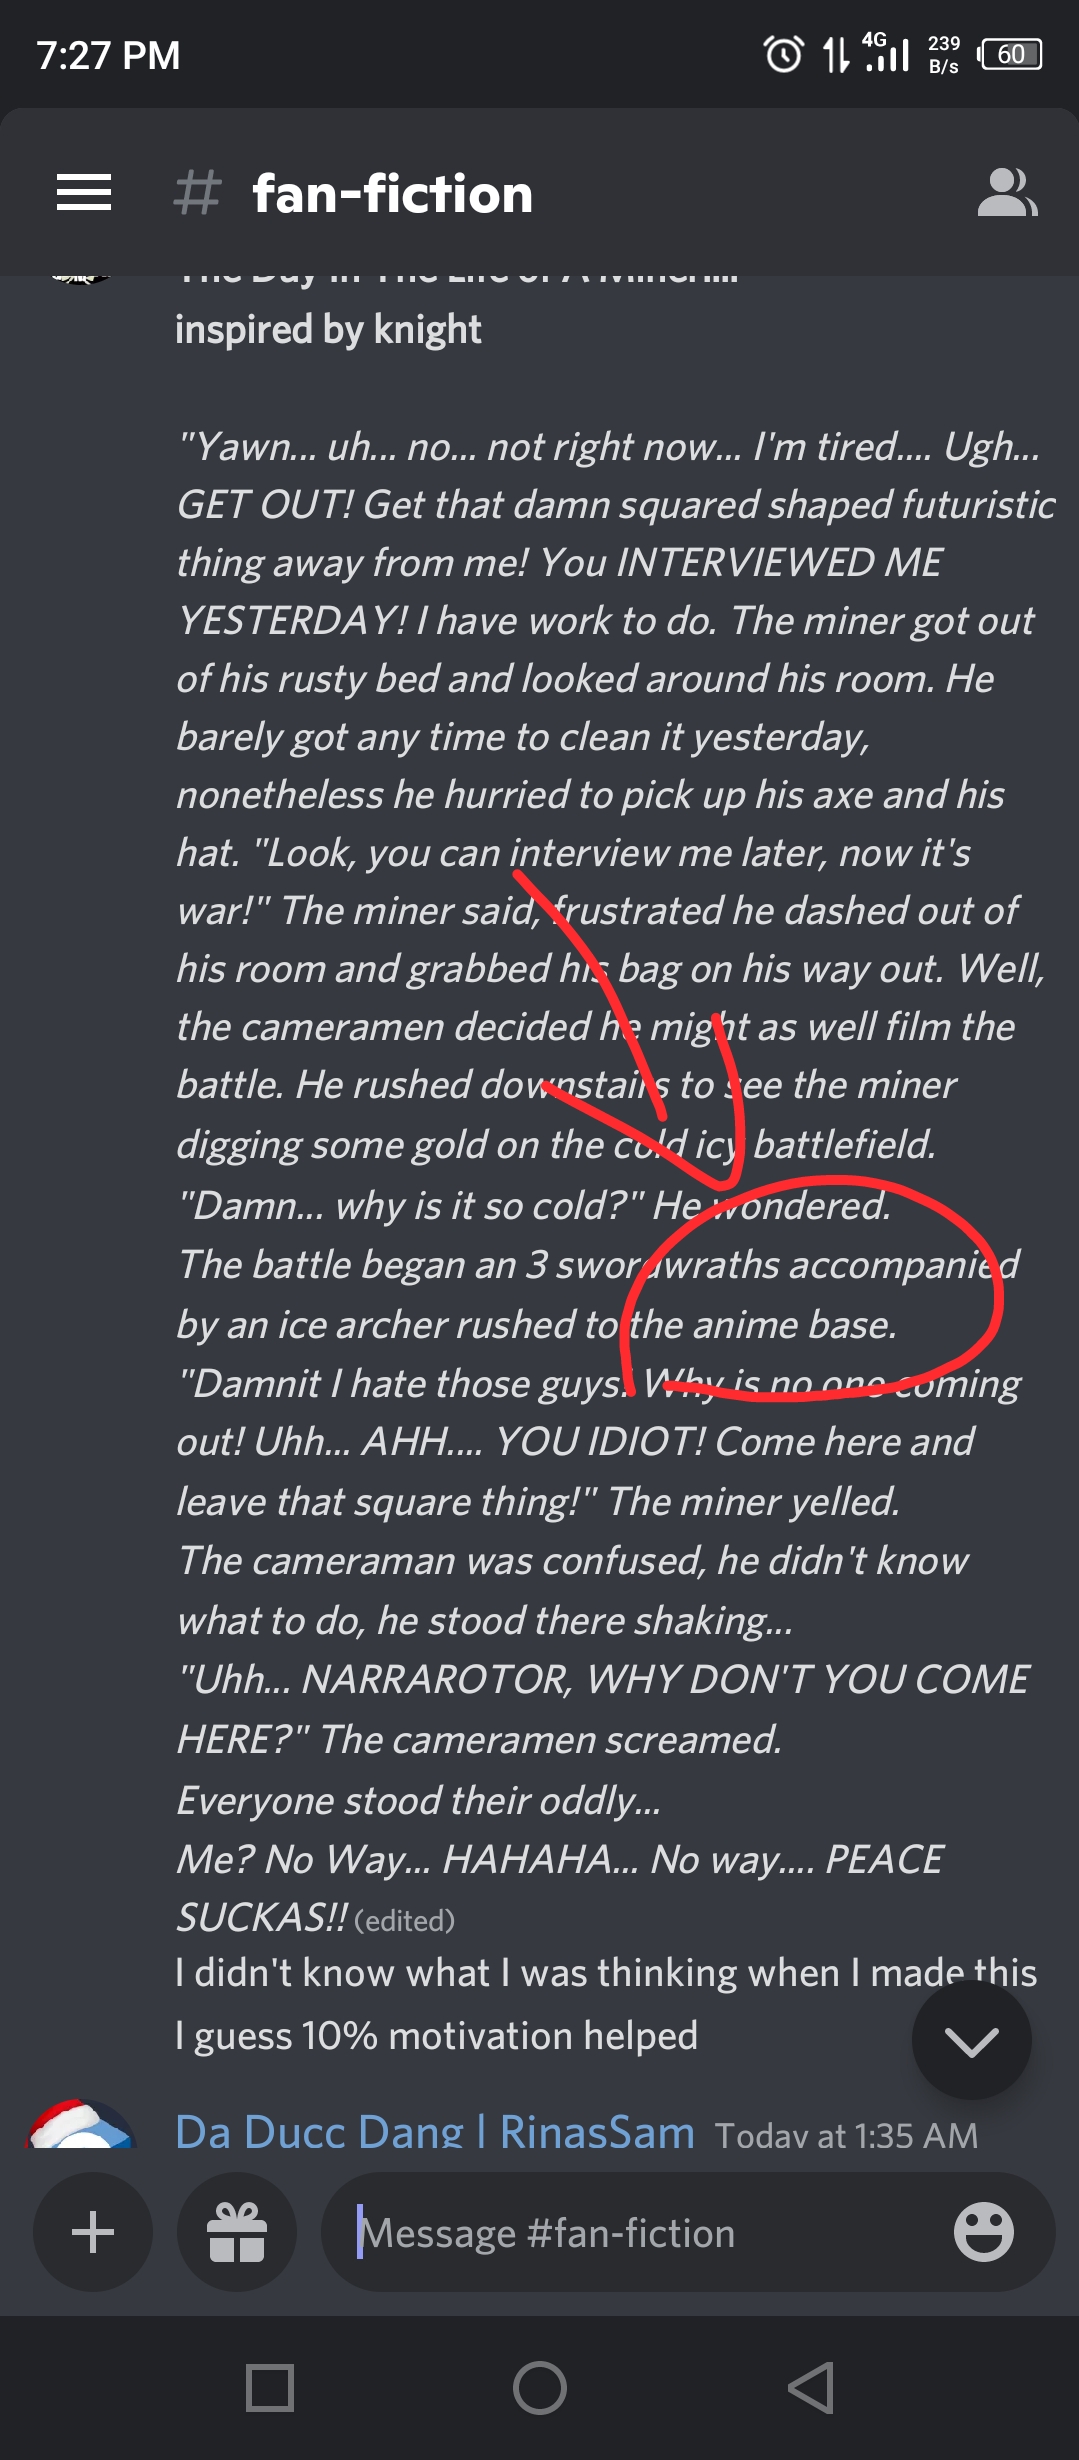 7:27 PM 4G 239 B/s 60
# fan-fiction
The Day In The Life of A Miner....
inspired by knight
"Yawn... uh... no... not right now... I'm tired.... Ugh...
GET OUT! Get that damn squared shaped futuristic
thing away from me! You INTERVIEWED ME
YESTERDAY! I have work to do. The miner got out
of his rusty bed and looked around his room. He
barely got any time to clean it yesterday,
nonetheless he hurried to pick up his axe and his
hat. "Look, you can interview me later, now it's
war!" The miner said, frustrated he dashed out of
his room and grabbed his bag on his way out. Well,
the cameramen decided he might as well film the
battle. He rushed downstairs to see the miner
digging some gold on the cold icy battlefield.
"Damn... why is it so cold?" He wondered.
The battle began an 3 swordwraths accompanied
by an ice archer rushed to the anime base.
"Damnit I hate those guys! Why is no one coming
out! Uhh... AHH.... YOU IDIOT! Come here and
leave that square thing!" The miner yelled.
The cameraman was confused, he didn't know
what to do, he stood there shaking...
"Uhh... NARRAROTOR, WHY DON'T YOU COME
HERE?" The cameramen screamed.
Everyone stood their oddly...
Me? No Way... HAHAHA... No way.... PEACE
SUCKAS!! (edited)
I didn't know what I was thinking when I made this
I guess 10% motivation helped
Da Ducc Dang | RinasSam Today at 1:35 AM
Message #fan-fiction